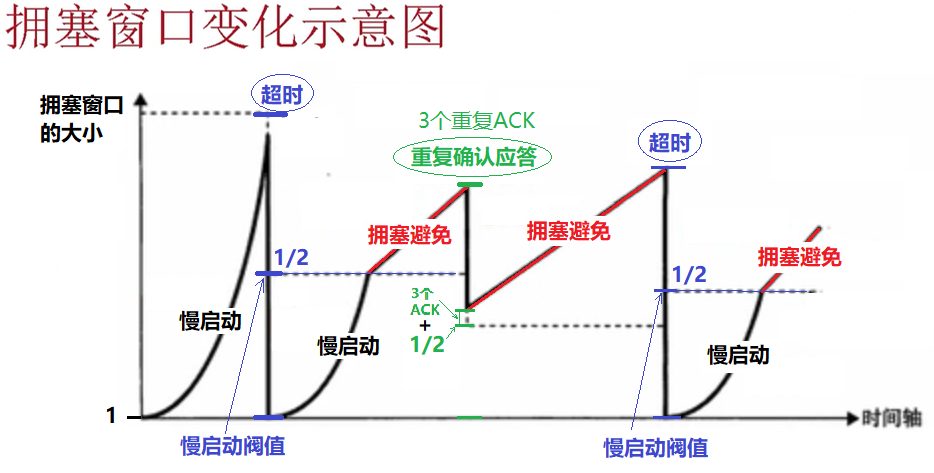 拥塞窗口变化示意图
拥塞窗口
的大小
超时
3个重复ACK
重复确认应答
超时
1/2
拥塞避免
拥塞避免
1/2
拥塞避免
3个
ACK
+
1/2
慢启动
慢启动
慢启动
1
时间轴
慢启动阀值
慢启动阀值